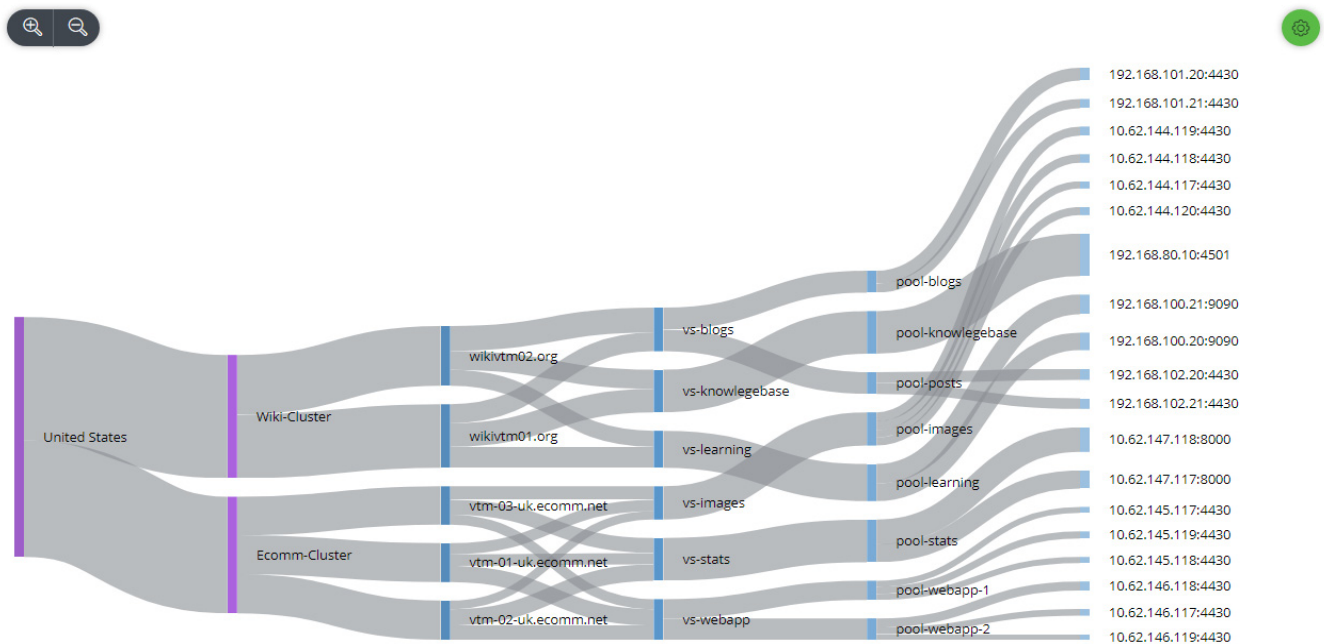 192.168.101.20:4430
192.168.101.21:4430
10.62.144.119:4430
10.62.144.118:4430
10.62.144.117:4430
10.62.144.120:4430
192.168.80.10:4501
pool-blogs
192.168.100.21:9090
vs-blogs
pool-knowlegebase
192.168.100.20:9090
wikivtm02.org
192.168.102.20:4430
pool-posts
vs-knowlegebase
192.168.102.21:4430
Wiki-Cluster
pool-images
United States
wikivtm01.org
10.62.147.118:8000
vs-learning
10.62.147.117:8000
pool-learning
vs-images
vtm-03-uk.ecomm.net
10.62.145.117:4430
10.62.145.119:4430
pool-stats
Ecomm-Cluster
vs-stats
vtm-01-uk.ecomm.net
10.62.145.118:4430
10.62.146.118:4430
pool-webapp-1
10.62.146.117:4430
vs-webapp
vtm-02-uk.ecomm.net
pool-webapp-2
10.62.146.119:4430